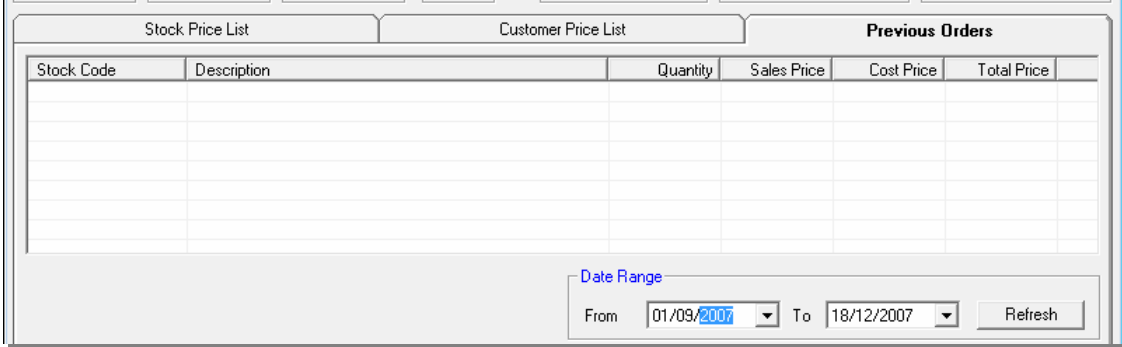 Stock Price List Customer Price List Previous Orders
Stock Code Description Quantity Sales Price Cost Price Total Price
Date Range
From 01/09/2007 To 18/12/2007 Refresh